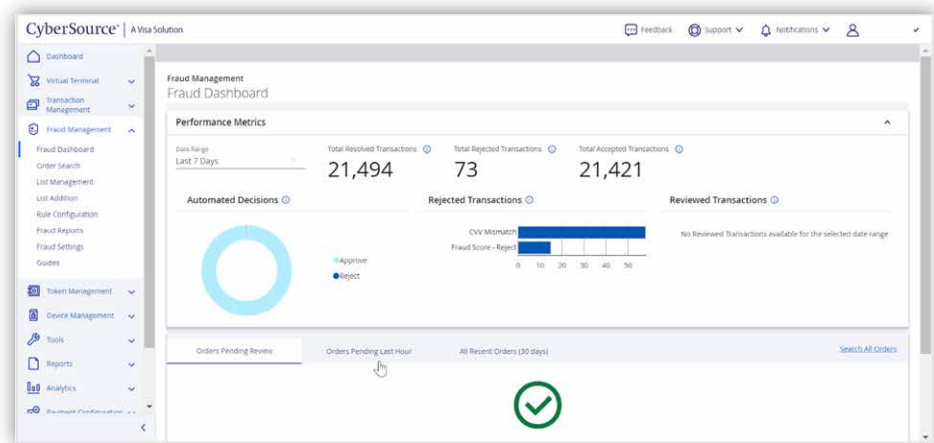 CyberSource® | A Visa Solution
Feedback
Support
Notifications
Dashboard
Virtual Terminal
Transaction
Management
Fraud Management
Fraud Dashboard
Order Search
List Management
List Addition
Rule Configuration
Fraud Reports
Fraud Settings
Guides
Token Management
Device Management
Tools
Reports
Analytics
Payment Configuration
Fraud Management
Fraud Dashboard
Performance Metrics
Date Range
Last 7 Days
Total Resolved Transactions
21,494
Total Rejected Transactions
73
Total Accepted Transactions
21,421
Automated Decisions
Approve
Reject
Rejected Transactions
CVV Mismatch
Fraud Score - Reject
0 10 20 30 40 50
Reviewed Transactions
No Reviewed Transactions available for the selected date range
Orders Pending Review
Orders Pending Last Hour
All Recent Orders (30 days)
Search All Orders